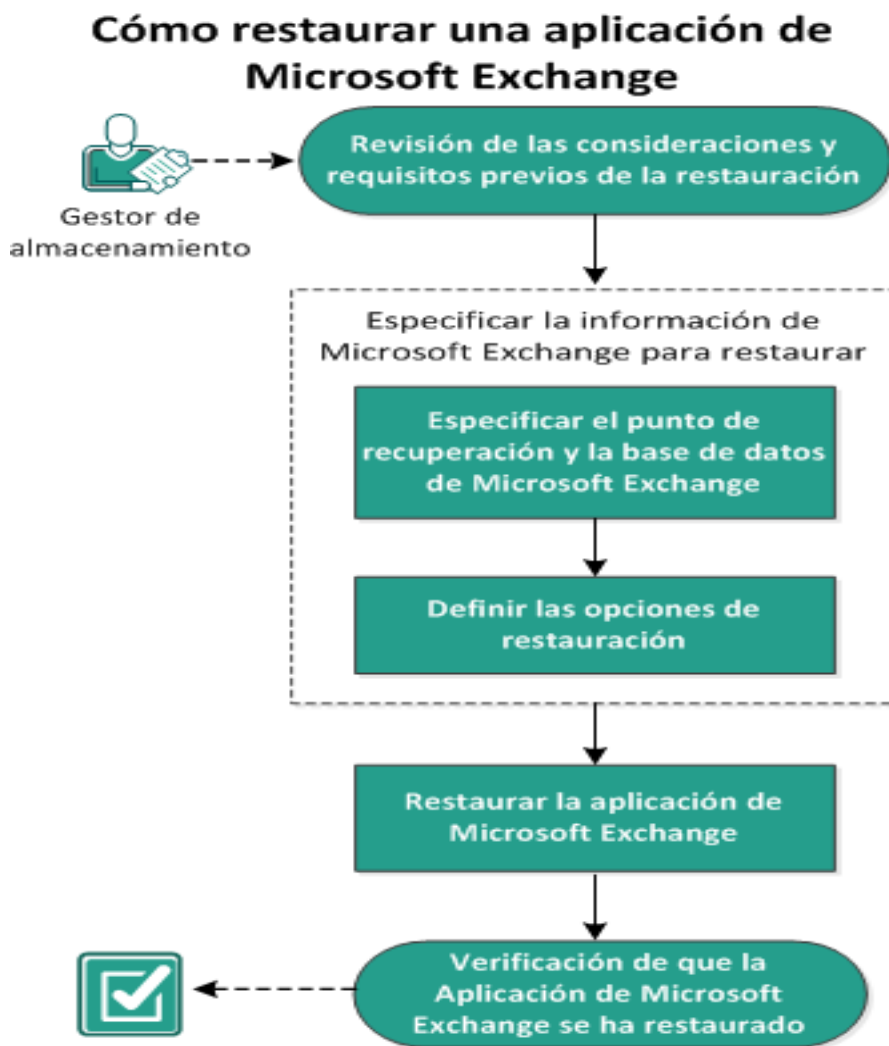 Cómo restaurar una aplicación de
Microsoft Exchange
Revisión de las consideraciones y
requisitos previos de la restauración
Gestor de
almacenamiento
Especificar la información de
Microsoft Exchange para restaurar
Especificar el punto de
recuperación y la base de datos
de Microsoft Exchange
Definir las opciones de
restauración
Restaurar la aplicación de
Microsoft Exchange
Verificación de que la
Aplicación de Microsoft
Exchange se ha restaurado